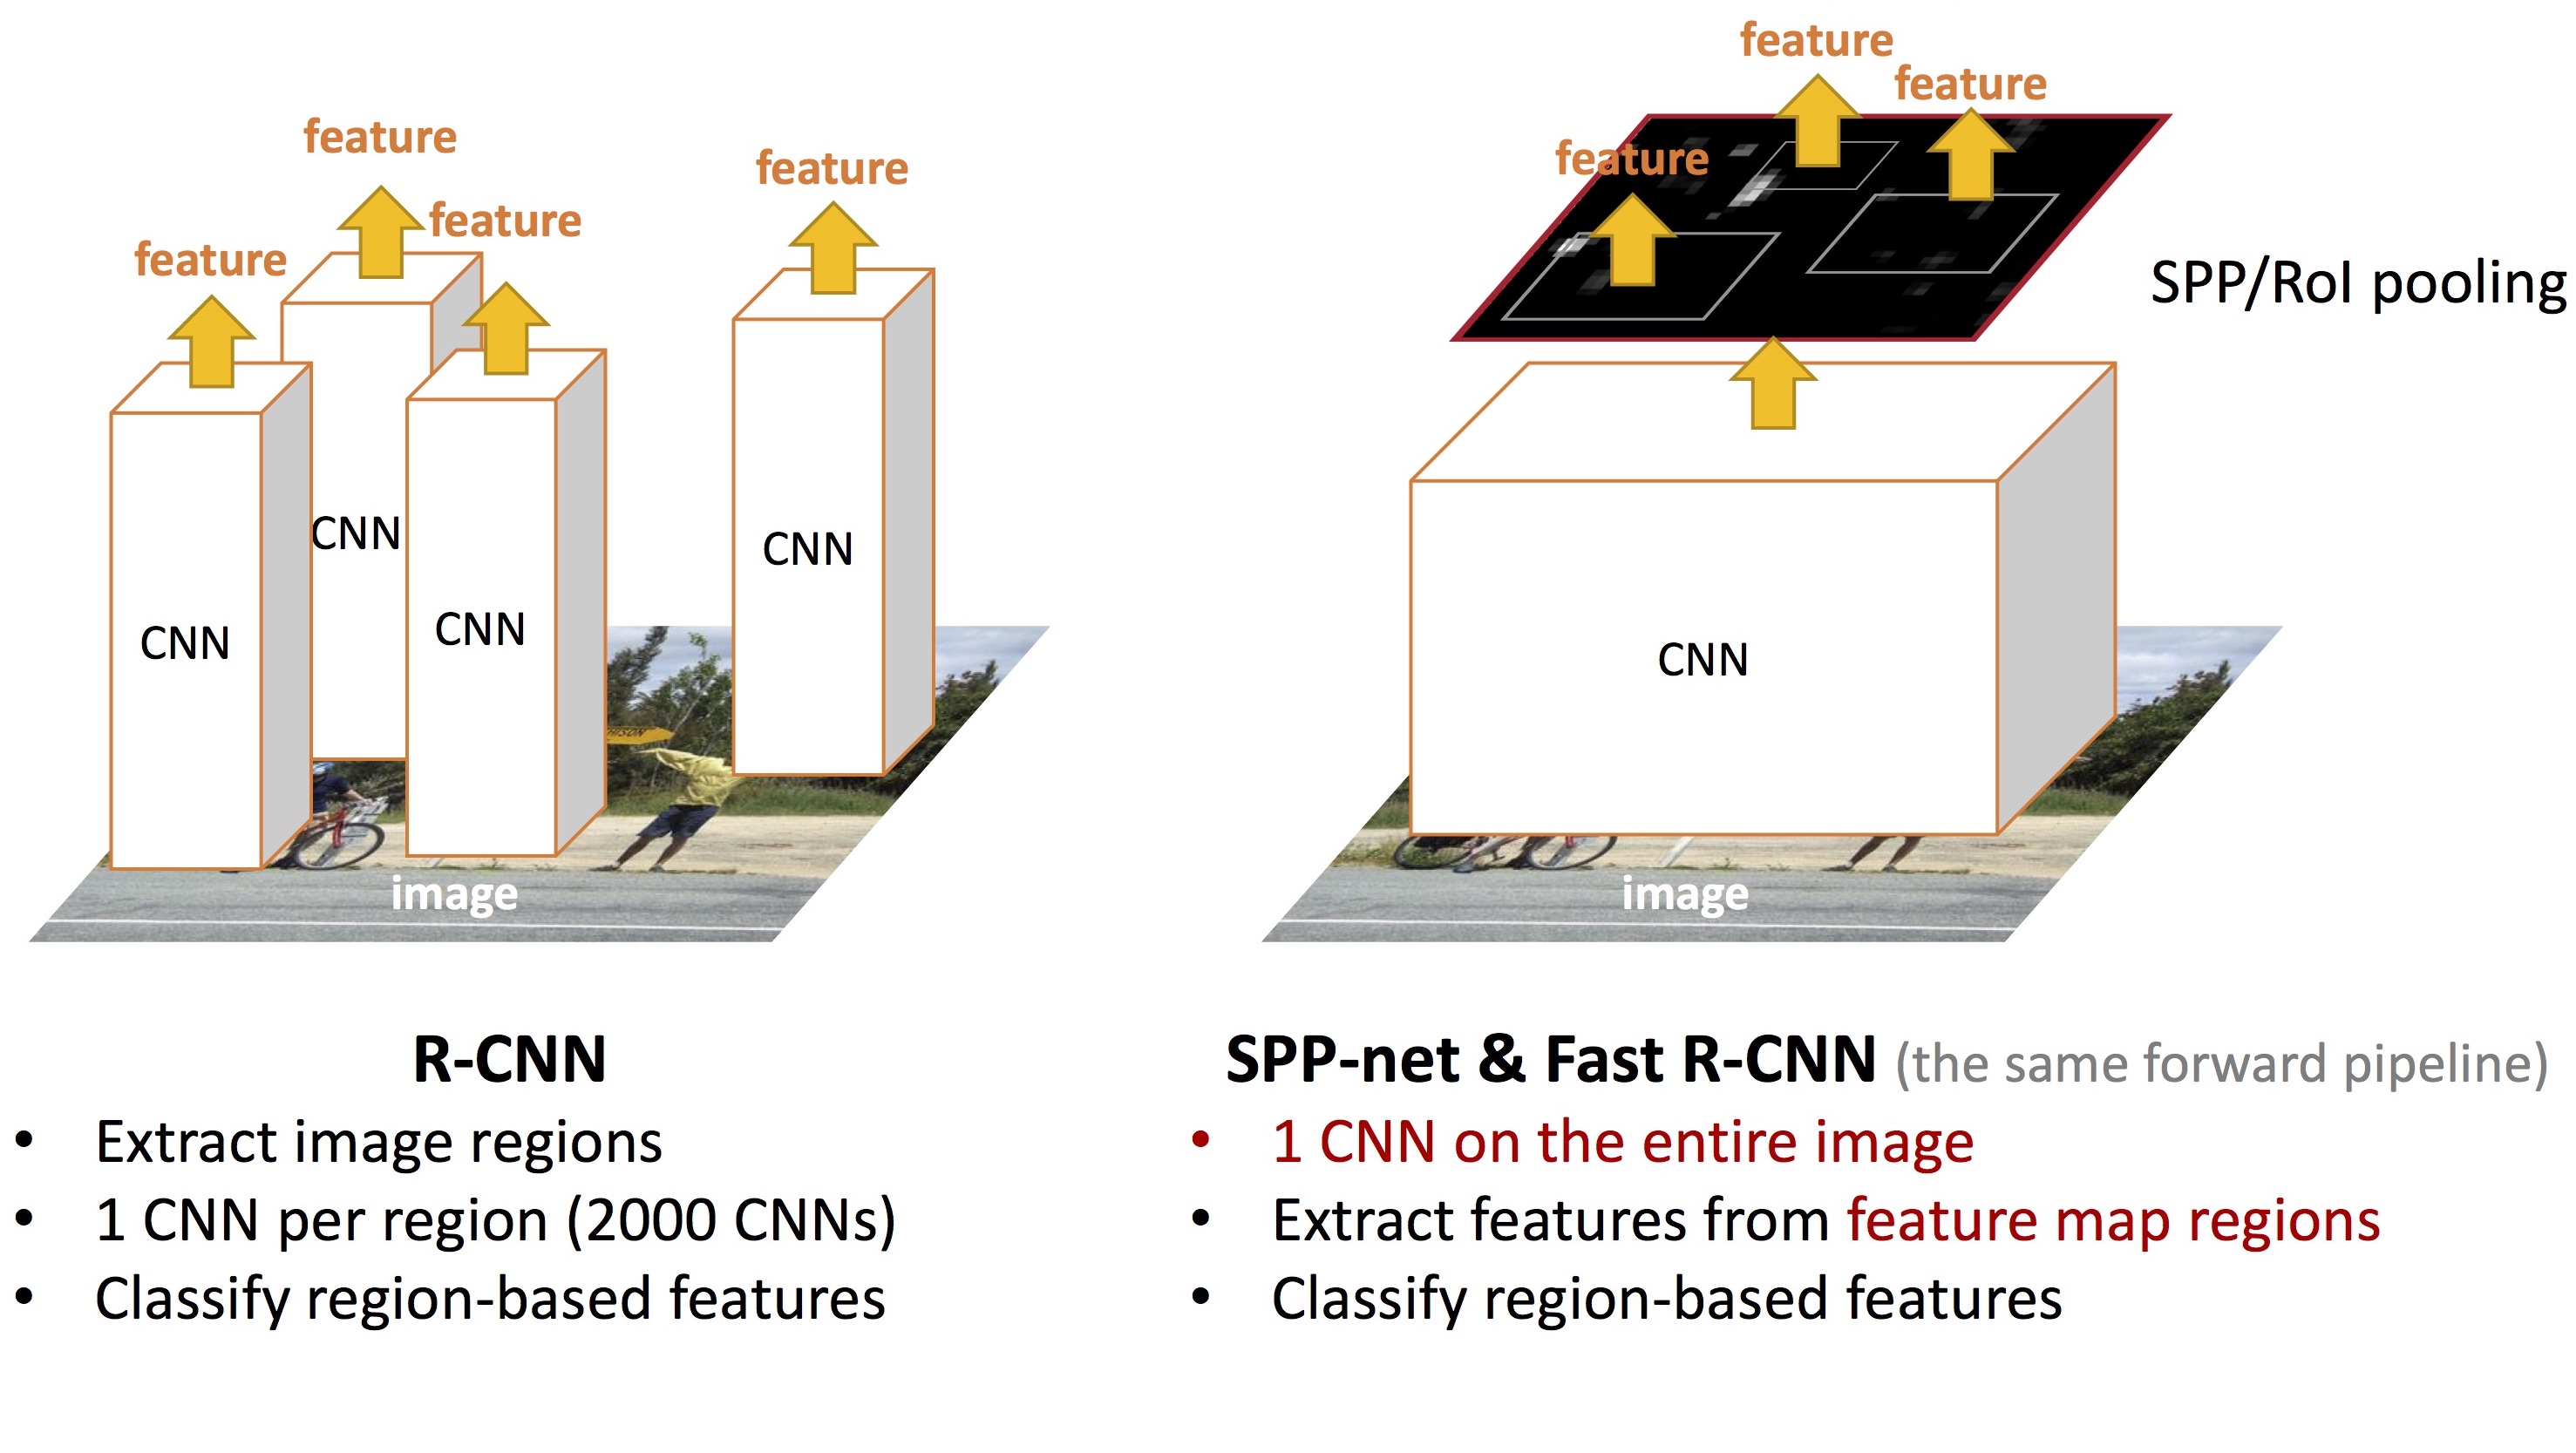 feature
feature
feature
feature
CNN
CNN
CNN
CNN
HISON
image
R-CNN
• Extract image regions
• 1 CNN per region (2000 CNNs)
• Classify region-based features
feature
feature
feature
SPP/RoI pooling
CNN
image
SPP-net & Fast R-CNN (the same forward pipeline)
• 1 CNN on the entire image
• Extract features from feature map regions
• Classify region-based features